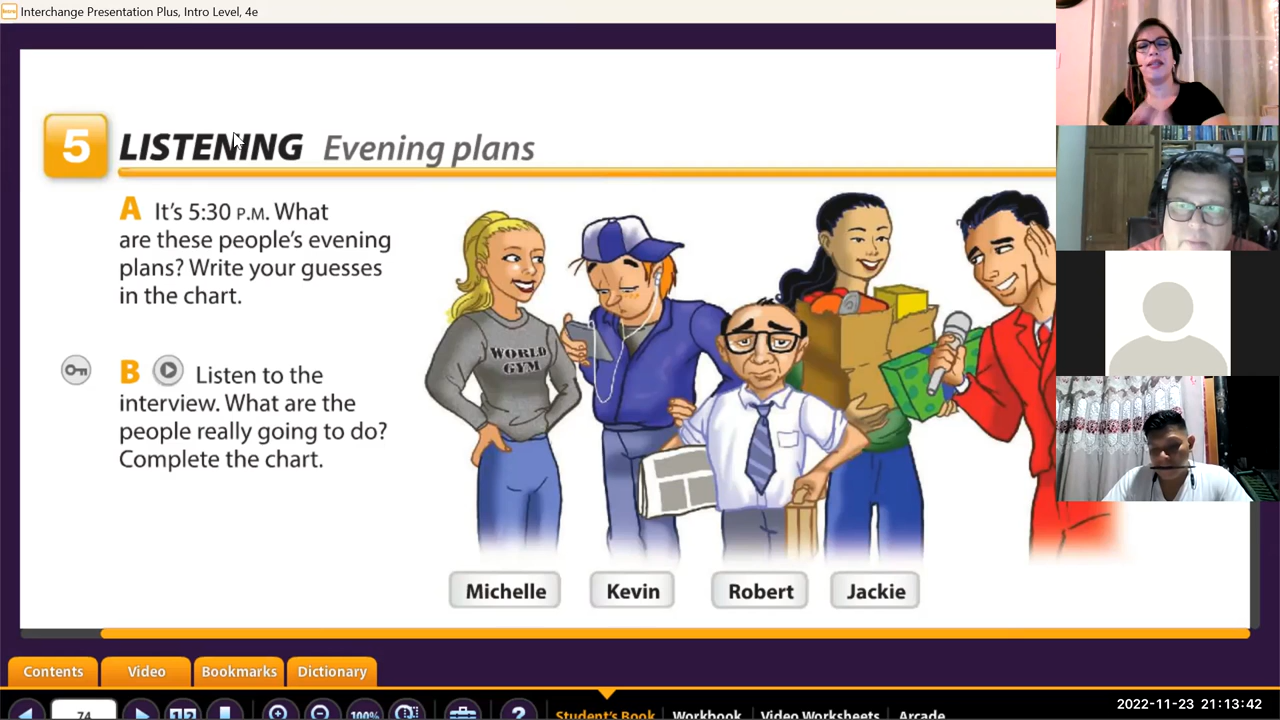 Interchange Presentation Plus, Intro Level, 4e
5 LISTENING Evening plans
A It's 5:30 P.M. What
are these people's evening
plans? Write your guesses
in the chart.
B Listen to the
interview. What are the
people really going to do?
Complete the chart.
WORLD
GYM
Michelle Kevin Robert Jackie
Contents Video Bookmarks Dictionary
74 100% ?
Student's Book Workbook Video Worksheets Arcade
2022-11-23 21:13:42